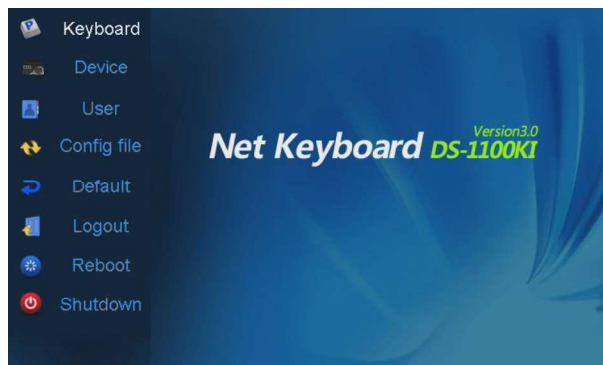 Keyboard
Device
User
Config file
Default
Logout
Reboot
Shutdown
Version3.0
Net Keyboard DS-1100KI